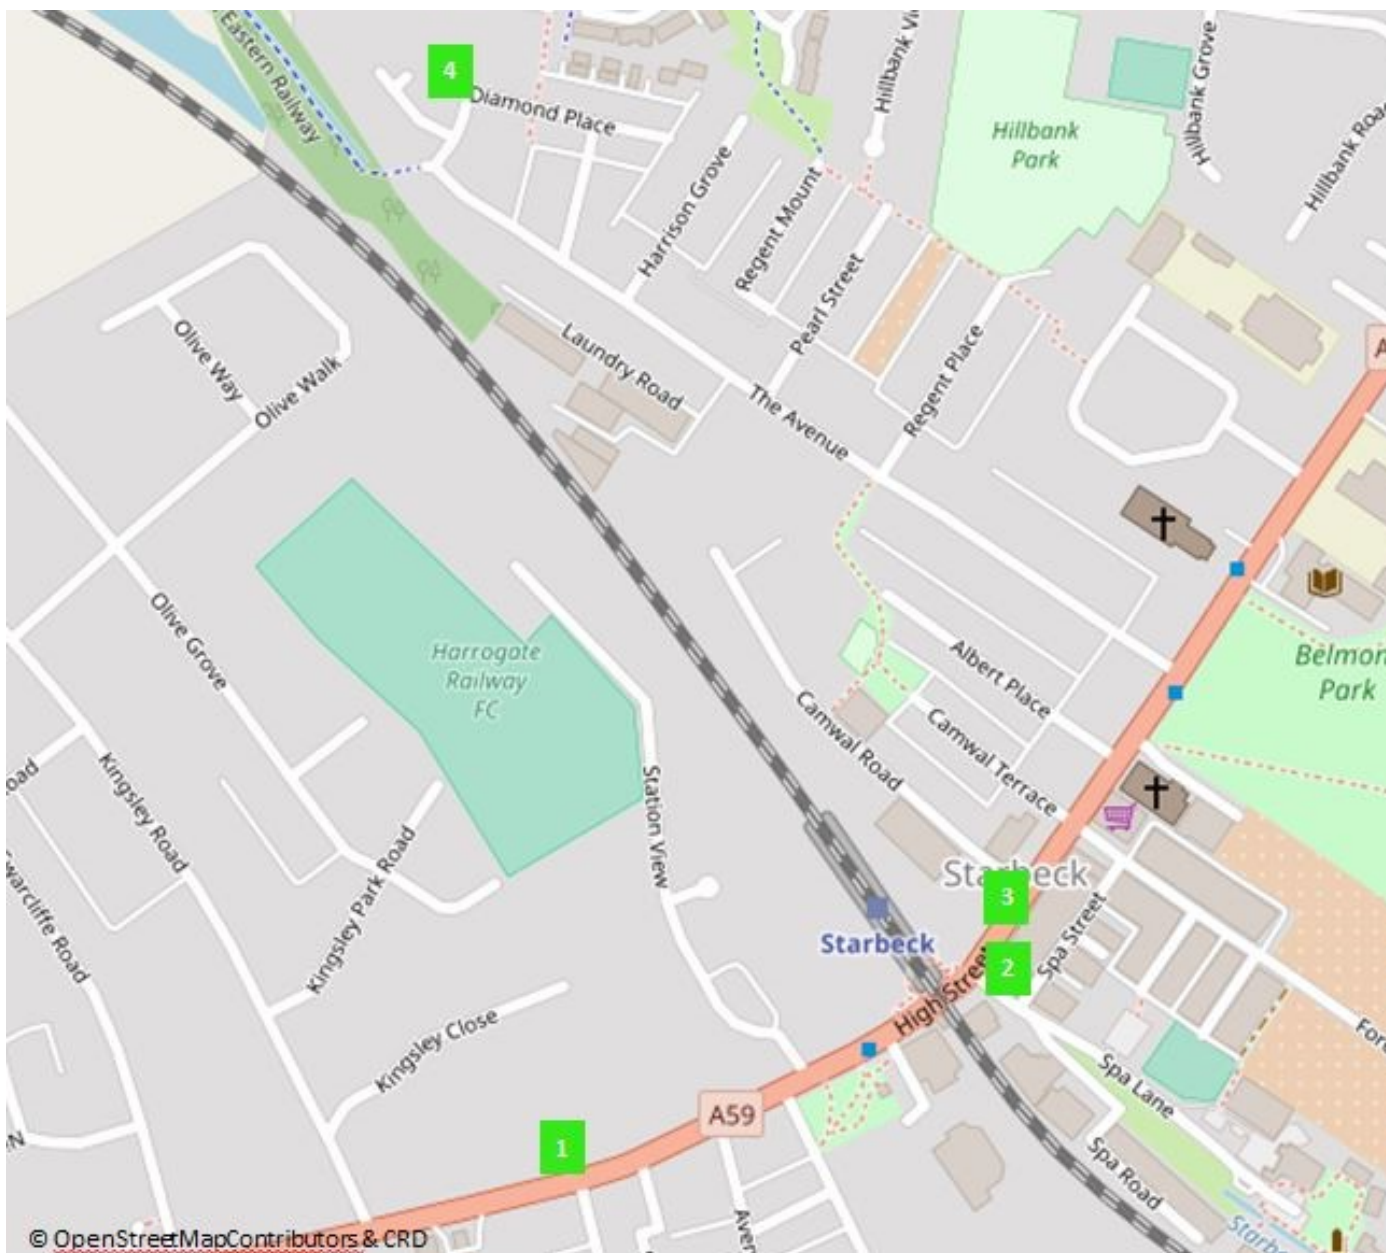 Eastern Railway
4
Diamond Place
Hillbank
Park
Hillbank Grove
Hillbank Road
Harrison Grove
Regent Mount
Pearl Street
Olive Way
Olive Walk
Laundry Road
The Avenue
Regent Place
A
Harrogate
Railway
FC
Olive Grove
Albert Place
Belmon
Park
Camwal Road
Camwal Terrace
Kingsley Road
Station View
Kingsley Park Road
Starbeck
3
Starbeck
2
Spa Street
High Street
Kingsley Close
Spa Lane
A59
1
Spa Road
© OpenStreetMapContributors & CRD